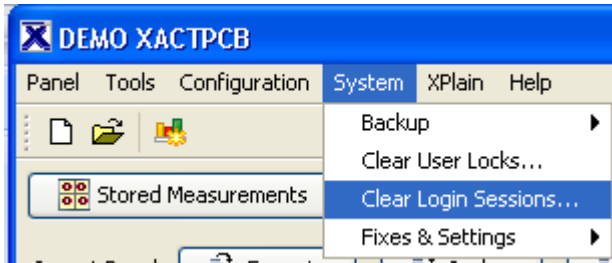 DEMO XACTPCB
Panel Tools Configuration System XPlain Help
Backup
Clear User Locks...
Stored Measurements
Clear Login Sessions...
Fixes & Settings